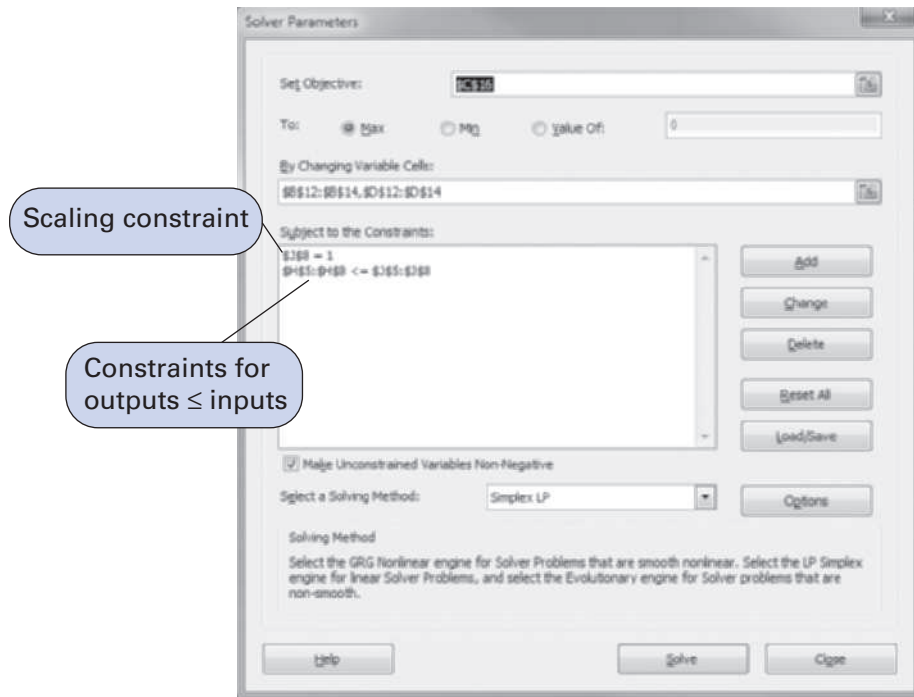 Solver Parameters
Set Objective:
$C$16
To:
Max
Min
Value Of:
0
By Changing Variable Cells:
$B$12:$B$14,$D$12:$D$14
Scaling constraint
Subject to the Constraints:
$J$8 = 1
$H$5:$H$8 <= $J$5:$J$8
Add
Change
Constraints for
outputs ≤ inputs
Delete
Reset All
Load/Save
Make Unconstrained Variables Non-Negative
Select a Solving Method:
Simplex LP
Options
Solving Method
Select the GRG Nonlinear engine for Solver Problems that are smooth nonlinear. Select the LP Simplex
engine for linear Solver Problems, and select the Evolutionary engine for Solver problems that are
non-smooth.
Help
Solve
Close